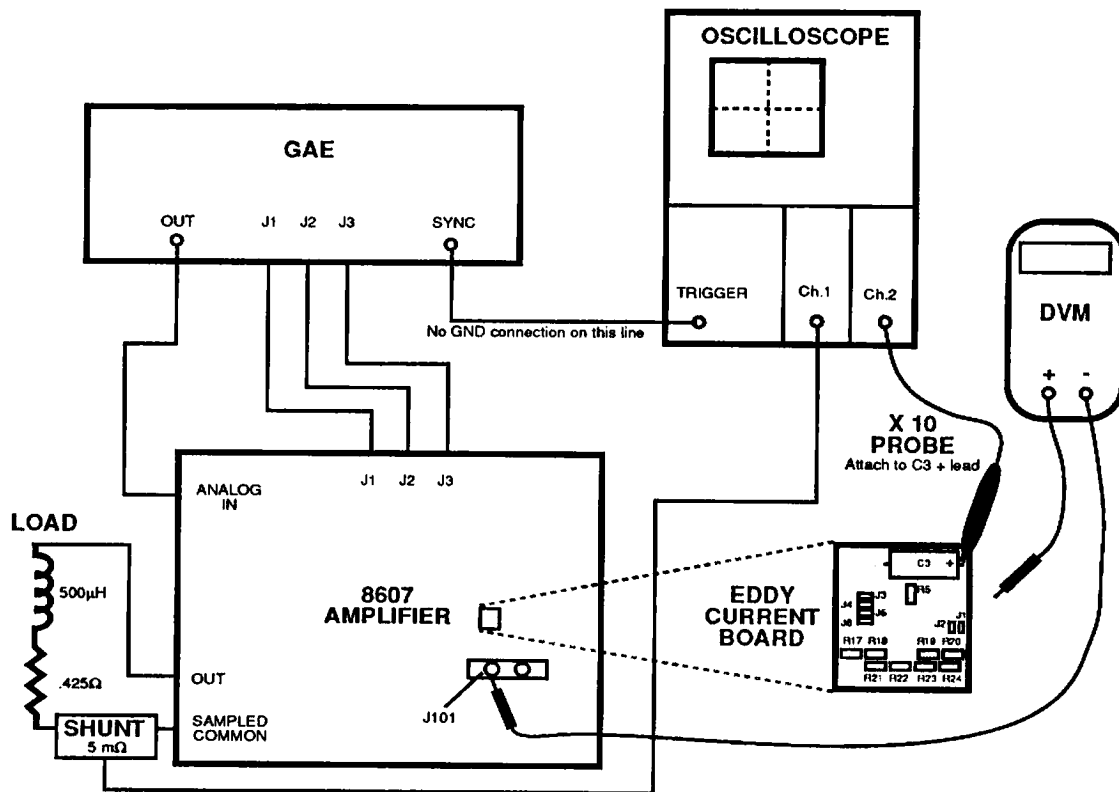 OSCILLOSCOPE
GAE
OUT
J1
J2
J3
SYNC
TRIGGER
Ch.1
Ch.2
No GND connection on this line
DVM
+
-
X 10
PROBE
Attach to C3 + lead
J1
J2
J3
ANALOG
IN
LOAD
500µH
.425Ω
8607
AMPLIFIER
OUT
SAMPLED
COMMON
SHUNT
5 mΩ
J101
EDDY
CURRENT
BOARD
-
C3
+
R5
J3
J4
J5
J6
J1
J2
R17
R18
R19
R20
R21
R22
R23
R24